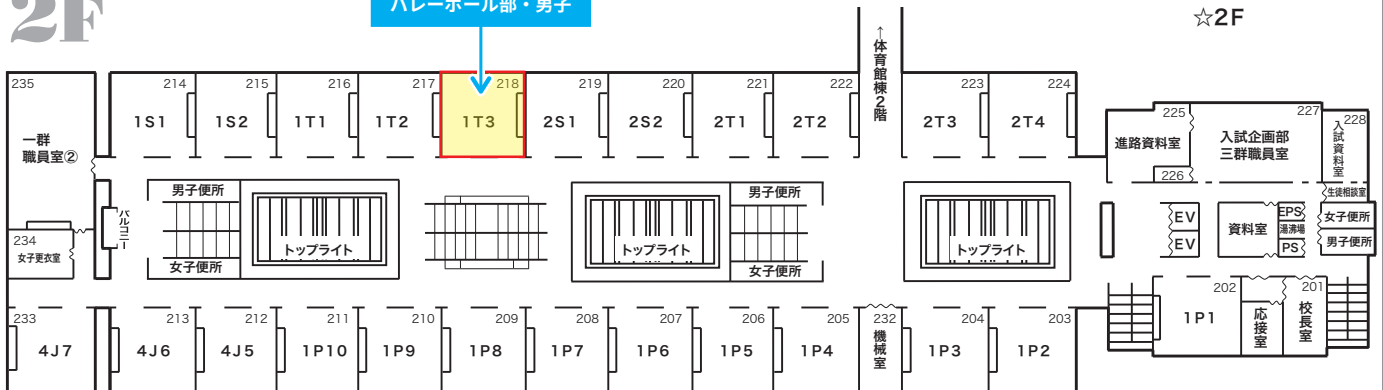 2F
バレーボール部・男子
☆2F
↑体育館棟2階
235
一群
職員室②
214
1S1
215
1S2
216
1T1
217
1T2
218
1T3
219
2S1
220
2S2
221
2T1
222
2T2
223
2T3
224
2T4
225
進路資料室
226
227
入試企画部
三群職員室
228
入試資料室
生徒相談室
バルコニー
男子便所
トップライト
女子便所
トップライト
男子便所
女子便所
トップライト
EV
EV
資料室
EPS
湯沸場
PS
女子便所
男子便所
234
女子更衣室
233
4J7
213
4J6
212
4J5
211
1P10
210
1P9
209
1P8
208
1P7
207
1P6
206
1P5
205
1P4
232
機械室
204
1P3
203
1P2
202
1P1
応接室
201
校長室